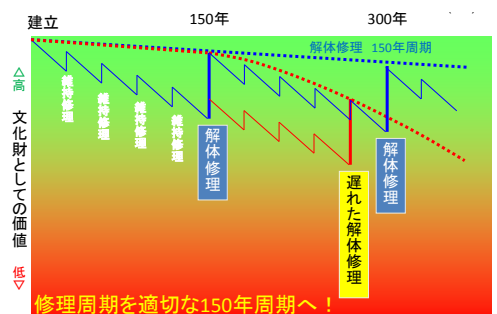 建立
150年
300年
解体修理 150年周期
△高
文化財としての価値
低▽
維持修理
維持修理
維持修理
維持修理
解体修理
遅れた解体修理
解体修理
修理周期を適切な150年周期へ！